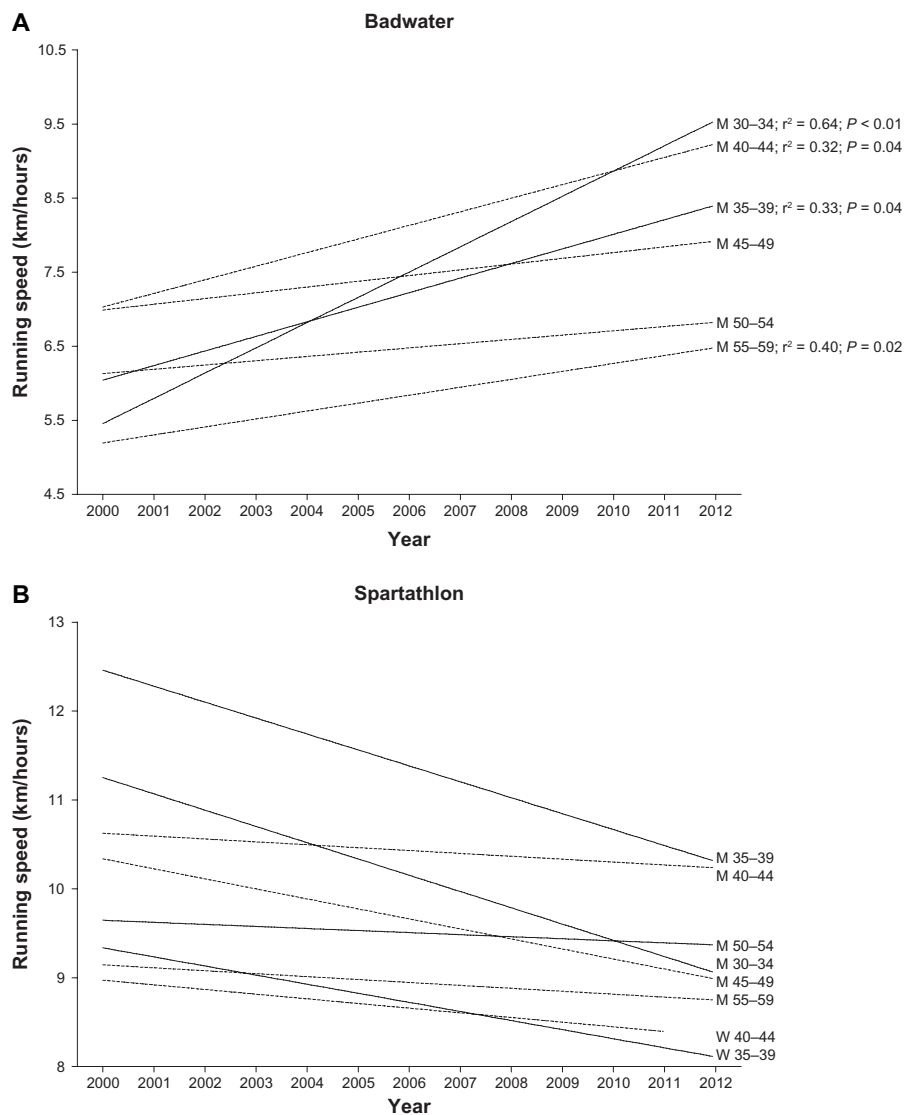 A
Badwater
10.5
9.5
8.5
7.5
6.5
5.5
4.5
Running speed (km/hours)
M 30–34; r² = 0.64; P < 0.01
M 40–44; r² = 0.32; P = 0.04
M 35–39; r² = 0.33; P = 0.04
M 45–49
M 50–54
M 55–59; r² = 0.40; P = 0.02
2000 2001 2002 2003 2004 2005 2006 2007 2008 2009 2010 2011 2012
Year
B
Spartathlon
13
12
11
10
9
8
Running speed (km/hours)
M 35–39
M 40–44
M 50–54
M 30–34
M 45–49
M 55–59
W 40–44
W 35–39
2000 2001 2002 2003 2004 2005 2006 2007 2008 2009 2010 2011 2012
Year